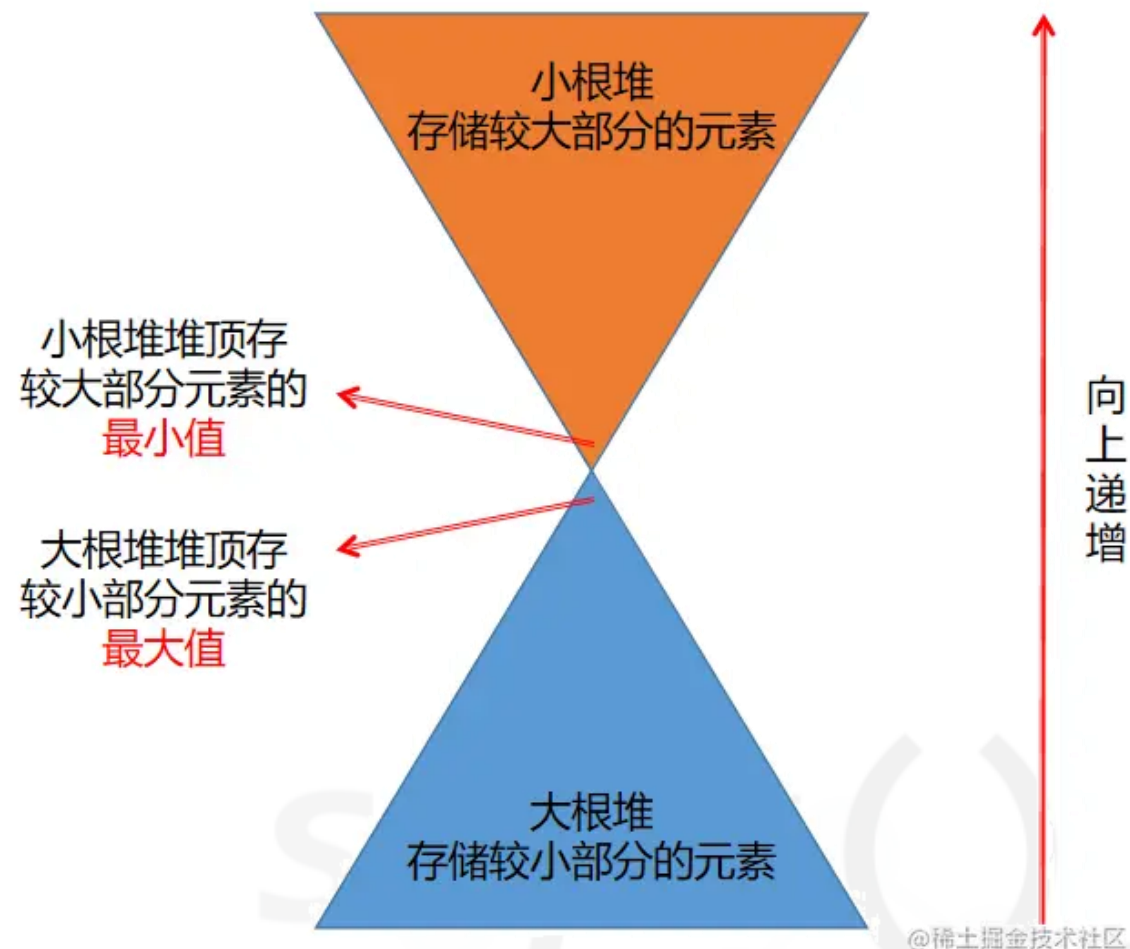 小根堆
存储较大部分的元素
小根堆堆顶存
较大部分元素的
最小值
向上递增
大根堆堆顶存
较小部分元素的
最大值
大根堆
存储较小部分的元素
@稀土掘金技术社区